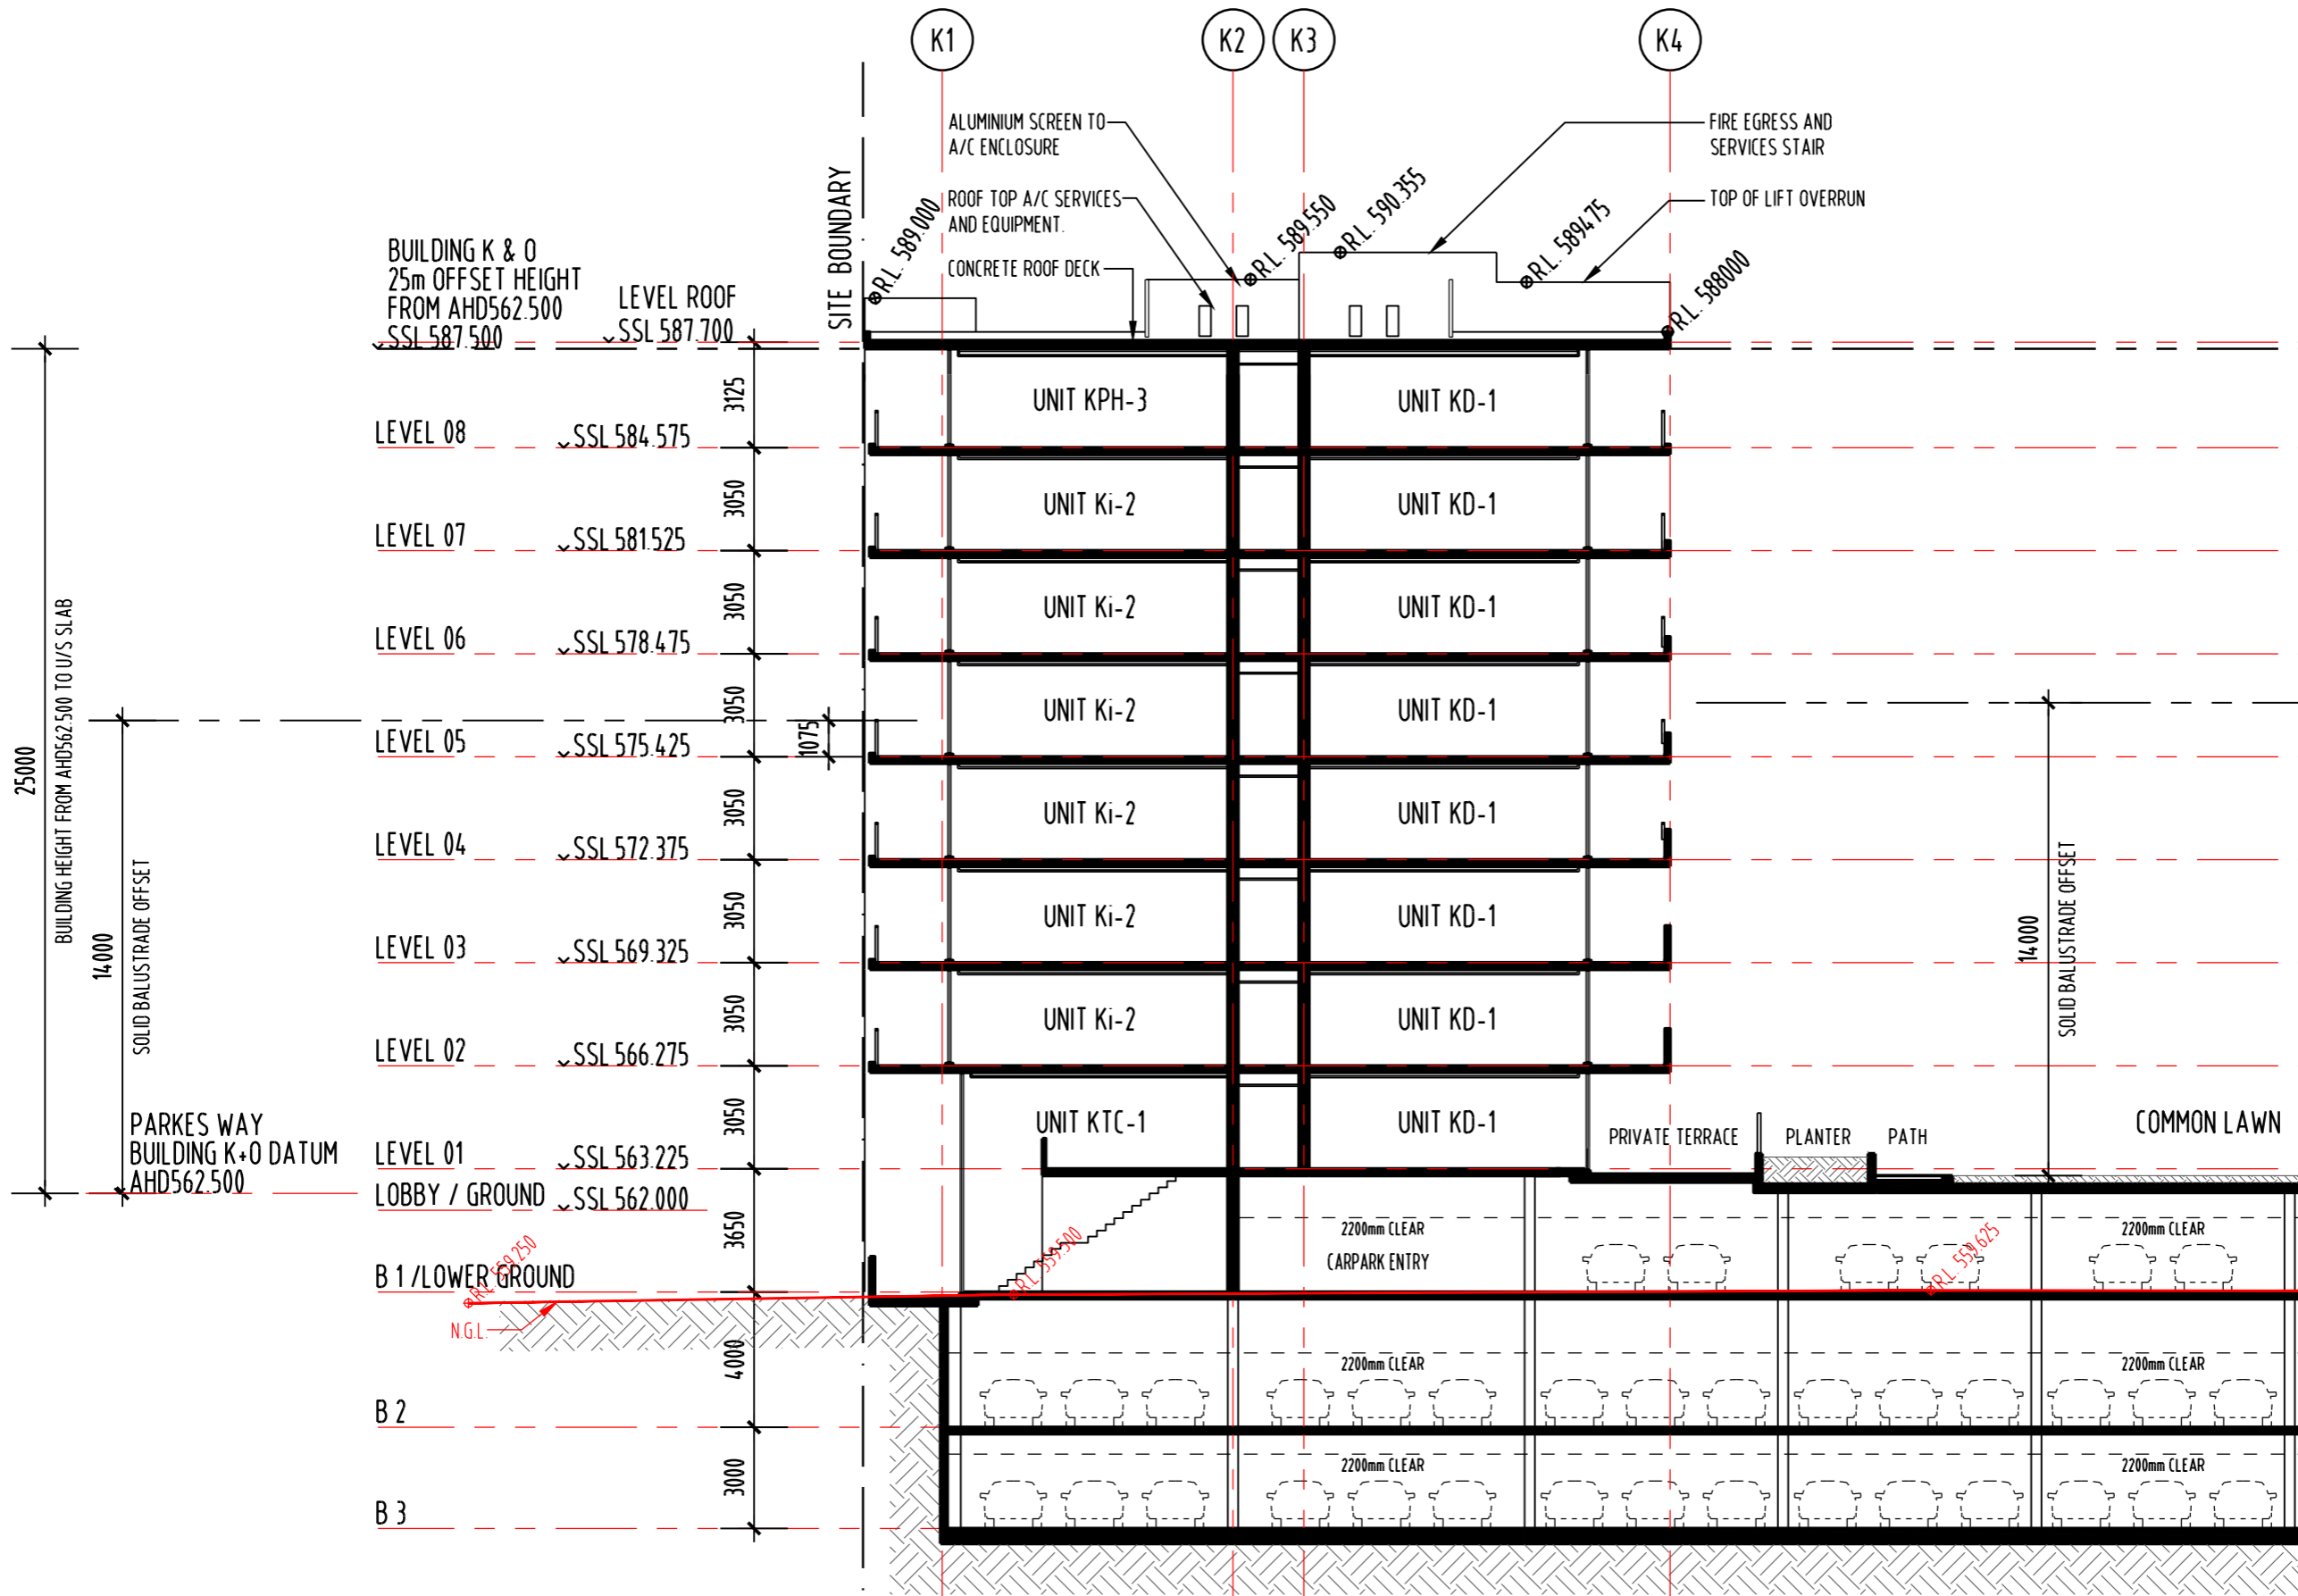 K1
K2
K3
K4
ALUMINIUM SCREEN TO
A/C ENCLOSURE
FIRE EGRESS AND
SERVICES STAIR
ROOF TOP A/C SERVICES
AND EQUIPMENT.
TOP OF LIFT OVERRUN
CONCRETE ROOF DECK
SITE BOUNDARY
R.L. 589.000
R.L. 589.550
R.L. 590.355
R.L. 589.475
R.L. 588.000
BUILDING K & O
25m OFFSET HEIGHT
FROM AHD562.500
SSL 587.500
LEVEL ROOF
SSL 587.700
3125
UNIT KPH-3
UNIT KD-1
LEVEL 08
SSL 584.575
3050
UNIT Ki-2
UNIT KD-1
LEVEL 07
SSL 581.525
3050
UNIT Ki-2
UNIT KD-1
LEVEL 06
SSL 578.475
3050
UNIT Ki-2
UNIT KD-1
1075
LEVEL 05
SSL 575.425
3050
UNIT Ki-2
UNIT KD-1
LEVEL 04
SSL 572.375
3050
UNIT Ki-2
UNIT KD-1
LEVEL 03
SSL 569.325
3050
UNIT Ki-2
UNIT KD-1
LEVEL 02
SSL 566.275
3050
UNIT KTC-1
UNIT KD-1
25000
BUILDING HEIGHT FROM AHD562.500 TO U/S SLAB
14000
SOLID BALUSTRADE OFFSET
14000
SOLID BALUSTRADE OFFSET
PRIVATE TERRACE
PLANTER
PATH
COMMON LAWN
PARKES WAY
BUILDING K+O DATUM
AHD562.500
LEVEL 01
SSL 563.225
LOBBY / GROUND
SSL 562.000
3650
2200mm CLEAR
2200mm CLEAR
CARPARK ENTRY
R.L. 559.250
R.L. 559.500
R.L. 559.625
B 1 /LOWER GROUND
N.G.L.
4000
2200mm CLEAR
2200mm CLEAR
B 2
3000
2200mm CLEAR
2200mm CLEAR
B 3